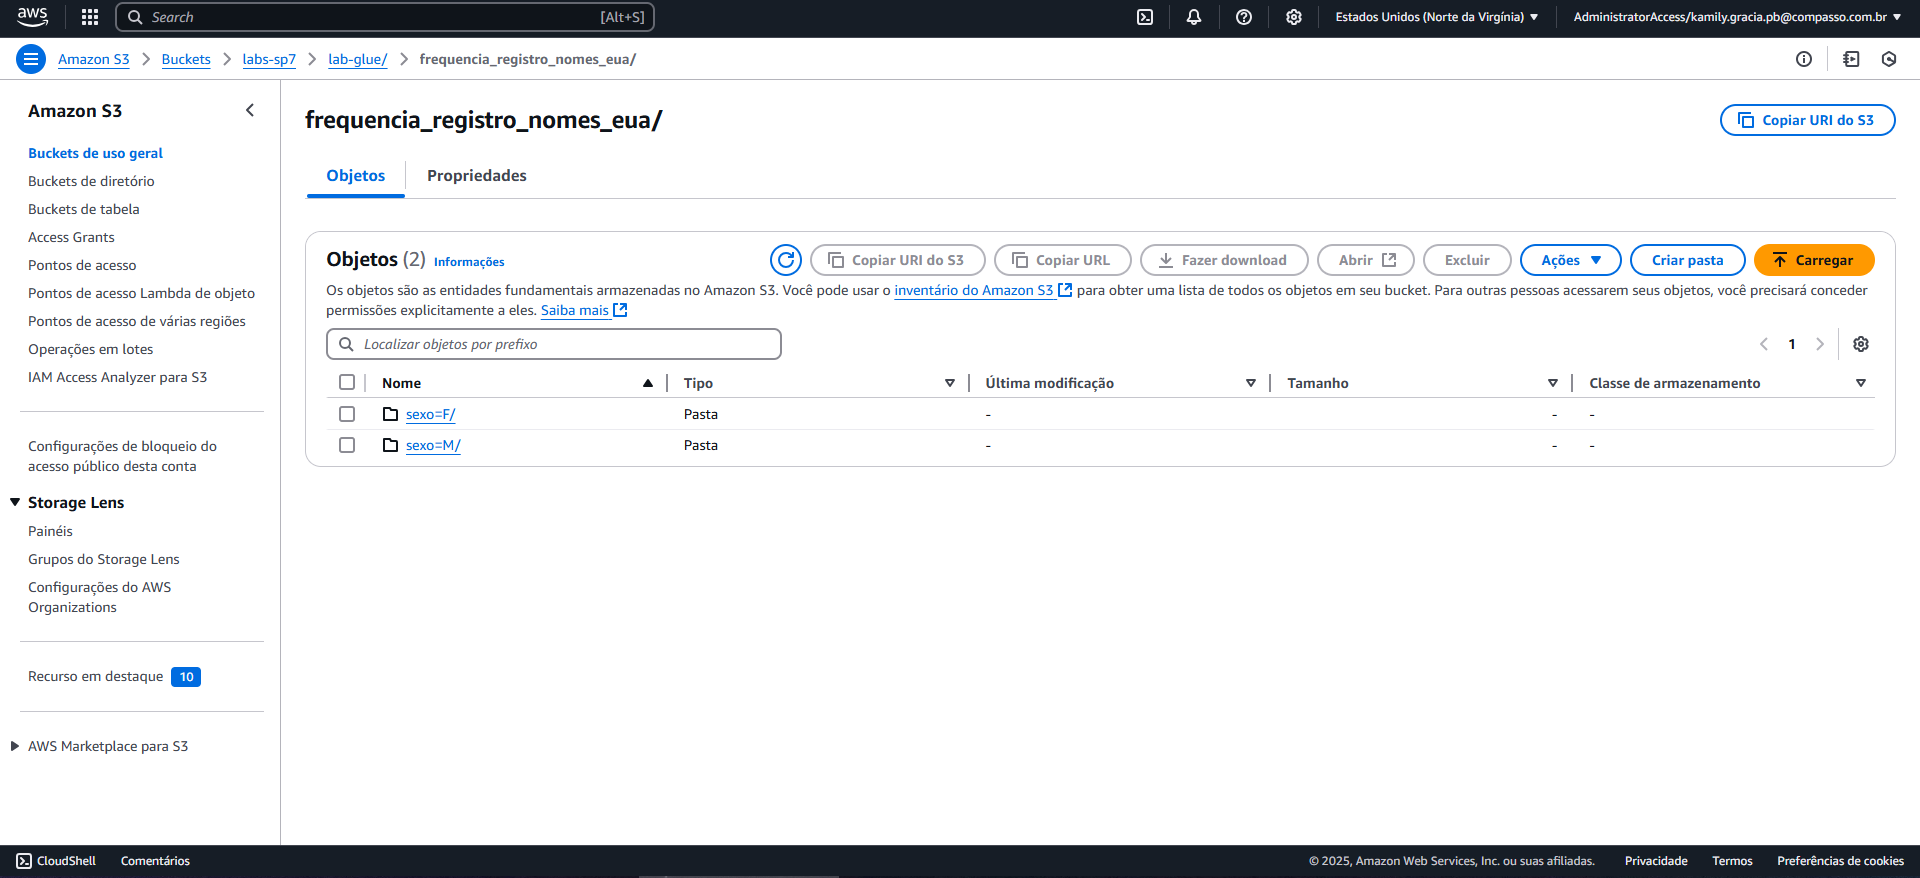 aws
Search
[Alt+S]
Estados Unidos (Norte da Virgínia)
AdministratorAccess/kamily.gracia.pb@compasso.com.br
Amazon S3
Buckets
labs-sp7
lab-glue/
frequencia_registro_nomes_eua/
Amazon S3
Buckets de uso geral
Buckets de diretório
Buckets de tabela
Access Grants
Pontos de acesso
Pontos de acesso Lambda de objeto
Pontos de acesso de várias regiões
Operações em lotes
IAM Access Analyzer para S3
Configurações de bloqueio do
acesso público desta conta
Storage Lens
Painéis
Grupos do Storage Lens
Configurações do AWS
Organizations
Recurso em destaque 10
AWS Marketplace para S3
frequencia_registro_nomes_eua/
Copiar URI do S3
Objetos
Propriedades
Objetos (2) Informações
Copiar URI do S3
Copiar URL
Fazer download
Abrir
Excluir
Ações
Criar pasta
Carregar
Os objetos são as entidades fundamentais armazenadas no Amazon S3. Você pode usar o inventário do Amazon S3 para obter uma lista de todos os objetos em seu bucket. Para outras pessoas acessarem seus objetos, você precisará conceder
permissões explicitamente a eles. Saiba mais
Localizar objetos por prefixo
1
Nome Tipo Última modificação Tamanho Classe de armazenamento
sexo=F/ Pasta - - -
sexo=M/ Pasta - - -
CloudShell
Comentários
© 2025, Amazon Web Services, Inc. ou suas afiliadas.
Privacidade
Termos
Preferências de cookies